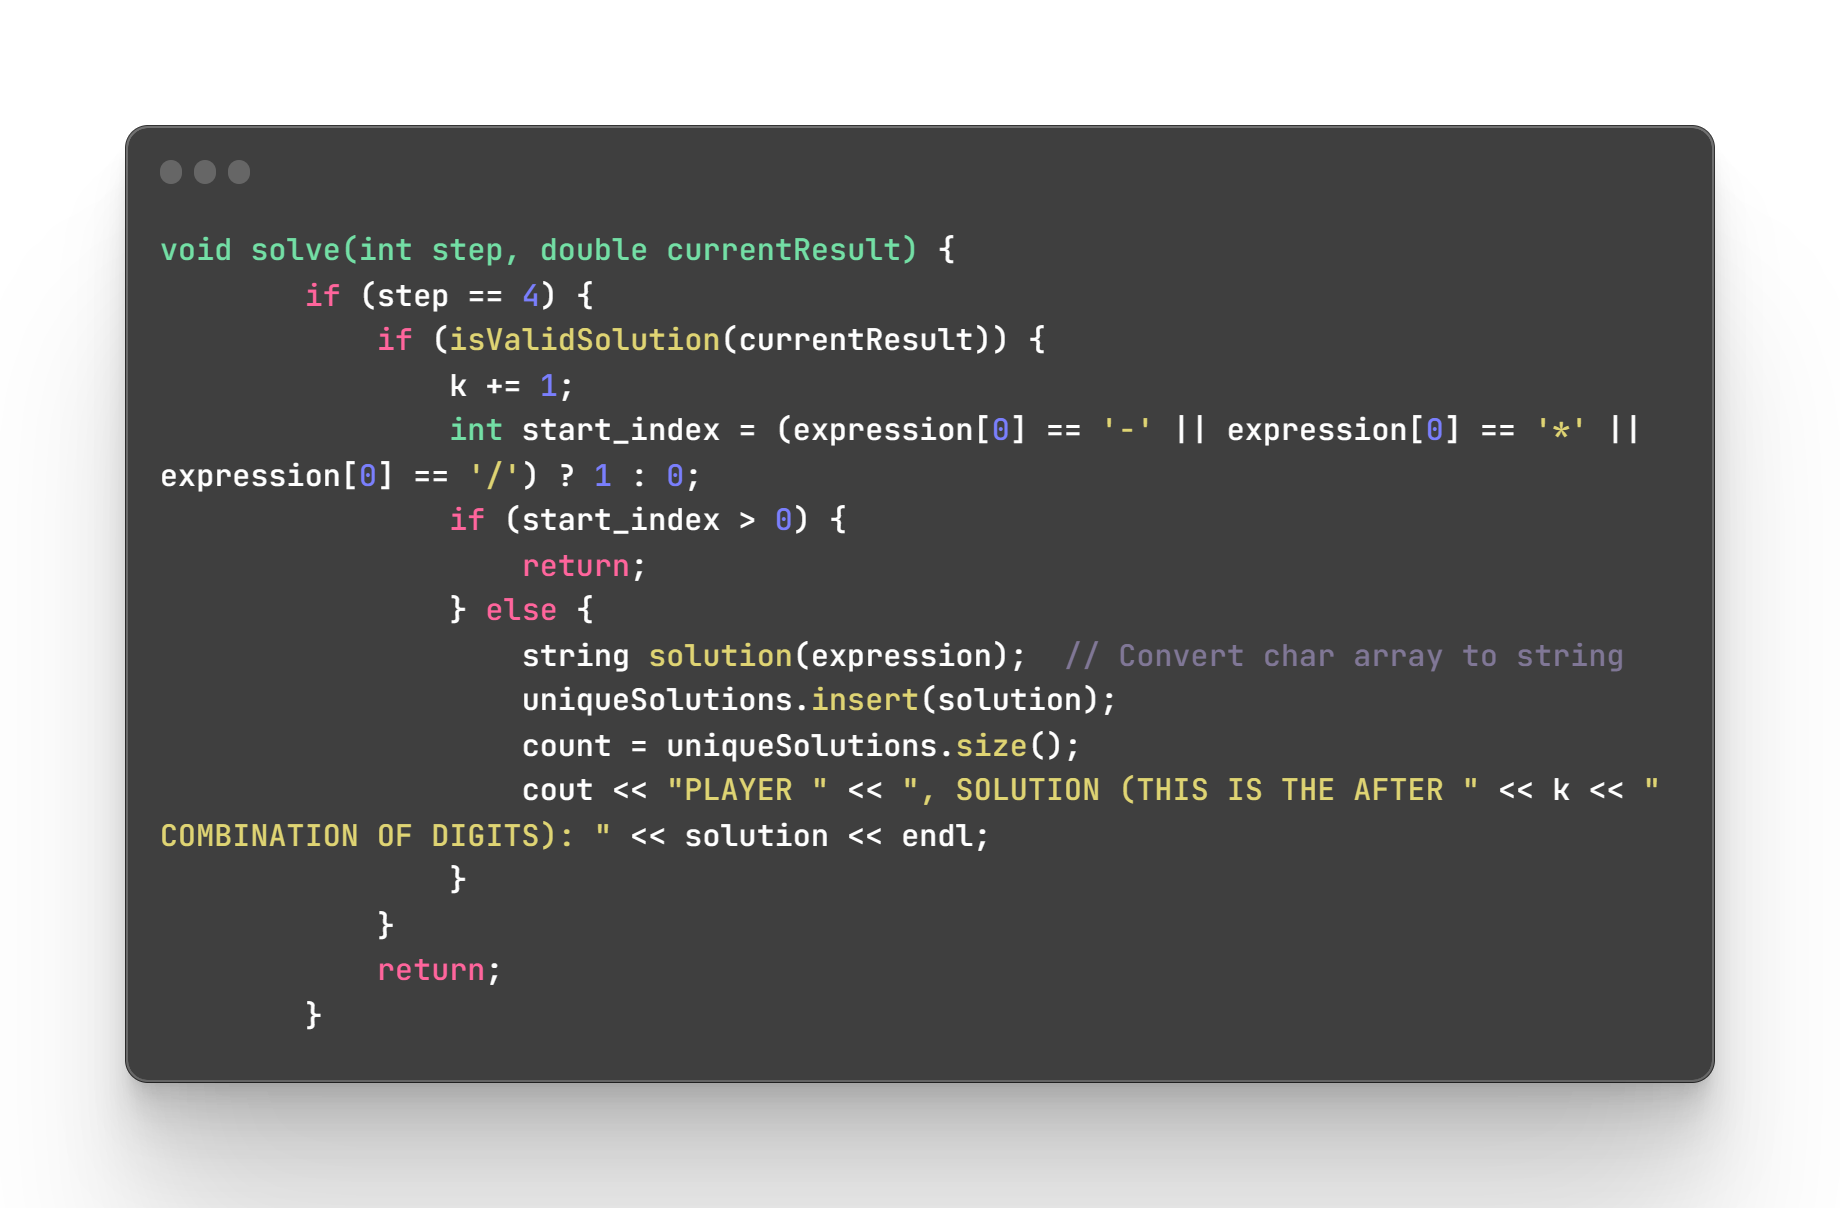 void solve(int step, double currentResult) {
        if (step == 4) {
            if (isValidSolution(currentResult)) {
                k += 1;
                int start_index = (expression[0] == '-' || expression[0] == '*' ||
expression[0] == '/') ? 1 : 0;
                if (start_index > 0) {
                    return;
                } else {
                    string solution(expression);  // Convert char array to string
                    uniqueSolutions.insert(solution);
                    count = uniqueSolutions.size();
                    cout << "PLAYER " << ", SOLUTION (THIS IS THE AFTER " << k << "
COMBINATION OF DIGITS): " << solution << endl;
                }
            }
            return;
        }